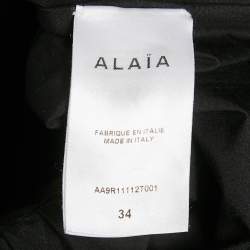 ALAÏA
FABRIQUE EN ITALIE
MADE IN ITALY
AA9R111127001
34